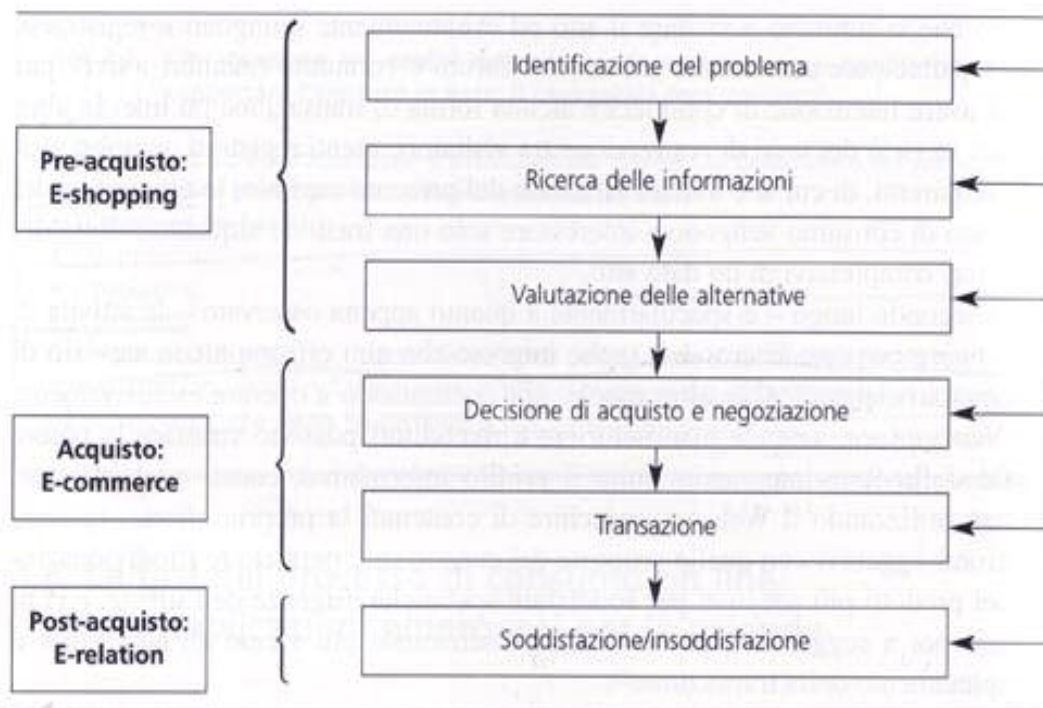 Identificazione del problema
Pre-acquisto:
E-shopping
Ricerca delle informazioni
Valutazione delle alternative
Decisione di acquisto e negoziazione
Acquisto:
E-commerce
Transazione
Post-acquisto:
E-relation
Soddisfazione/insoddisfazione